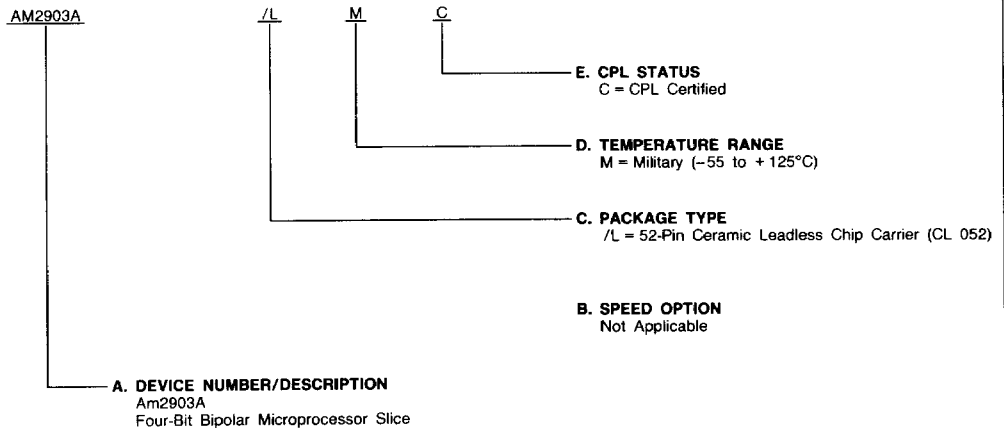 AM2903A /L M C
E. CPL STATUS
C = CPL Certified
D. TEMPERATURE RANGE
M = Military (–55 to +125°C)
C. PACKAGE TYPE
/L = 52-Pin Ceramic Leadless Chip Carrier (CL 052)
B. SPEED OPTION
Not Applicable
A. DEVICE NUMBER/DESCRIPTION
Am2903A
Four-Bit Bipolar Microprocessor Slice